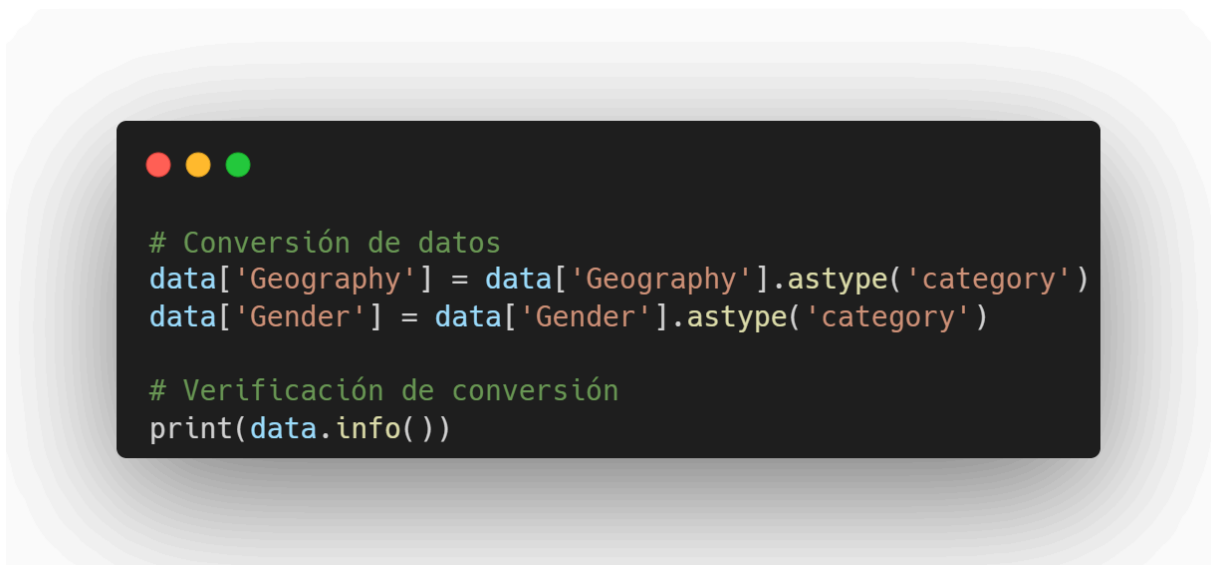 # Conversión de datos
data['Geography'] = data['Geography'].astype('category')
data['Gender'] = data['Gender'].astype('category')
# Verificación de conversión
print(data.info())